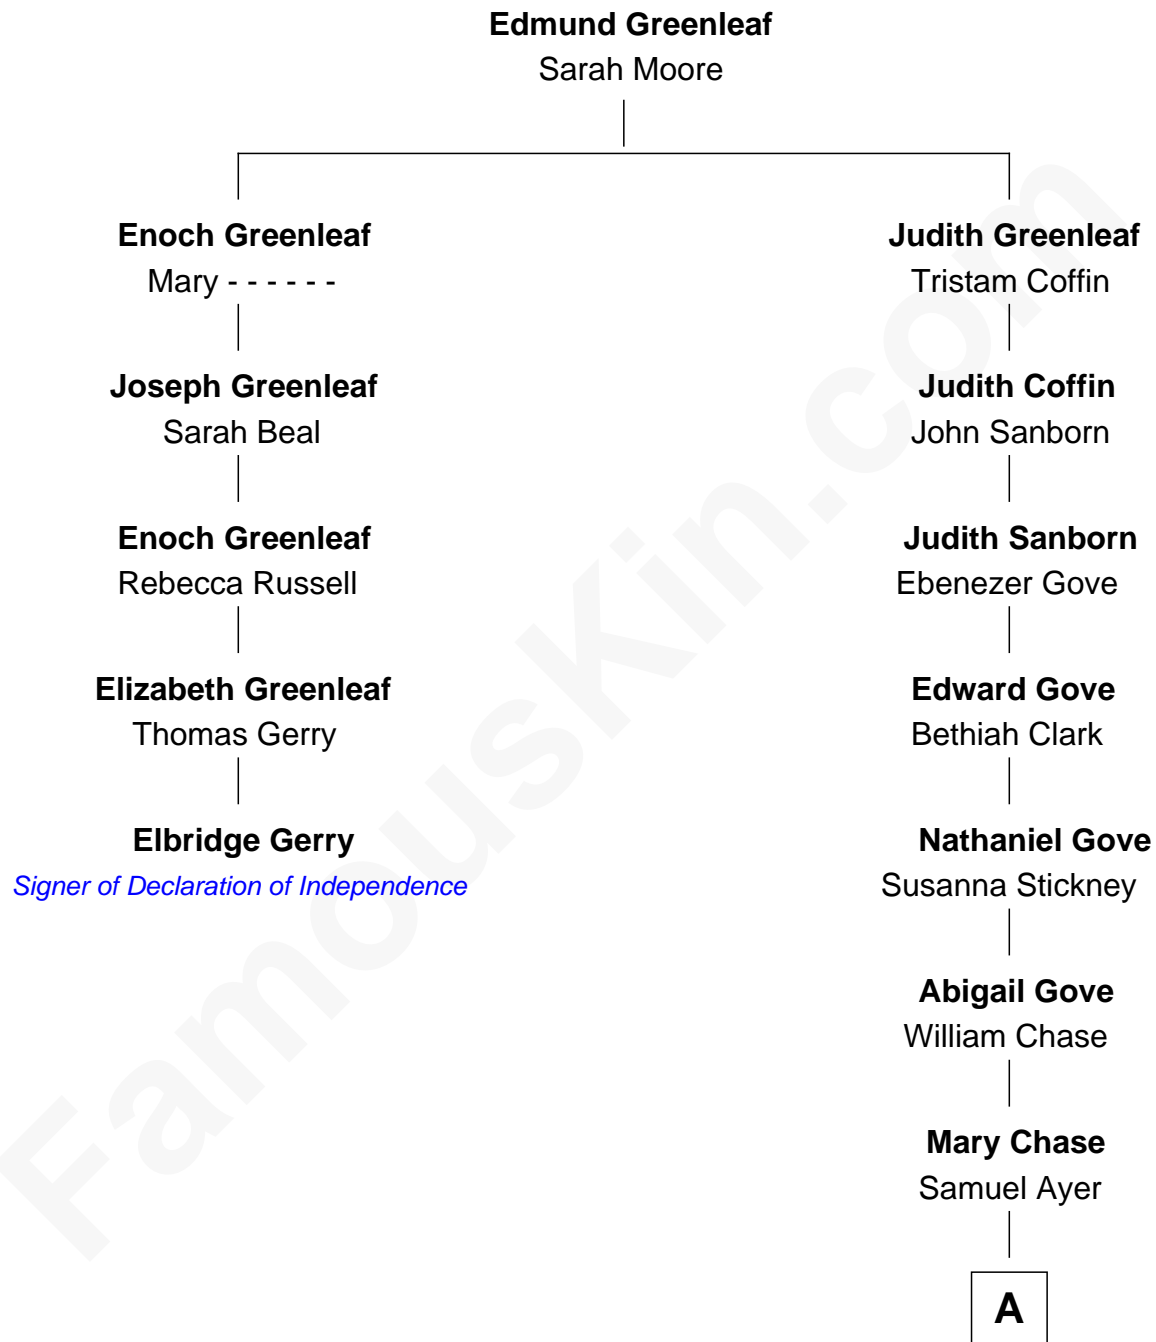 Edmund Greenleaf
Sarah Moore
Enoch Greenleaf
Mary - - - - - -
Joseph Greenleaf
Sarah Beal
Enoch Greenleaf
Rebecca Russell
Elizabeth Greenleaf
Thomas Gerry
Elbridge Gerry
Signer of Declaration of Independence
Judith Greenleaf
Tristam Coffin
Judith Coffin
John Sanborn
Judith Sanborn
Ebenezer Gove
Edward Gove
Bethiah Clark
Nathaniel Gove
Susanna Stickney
Abigail Gove
William Chase
Mary Chase
Samuel Ayer
A
FamousKin.com